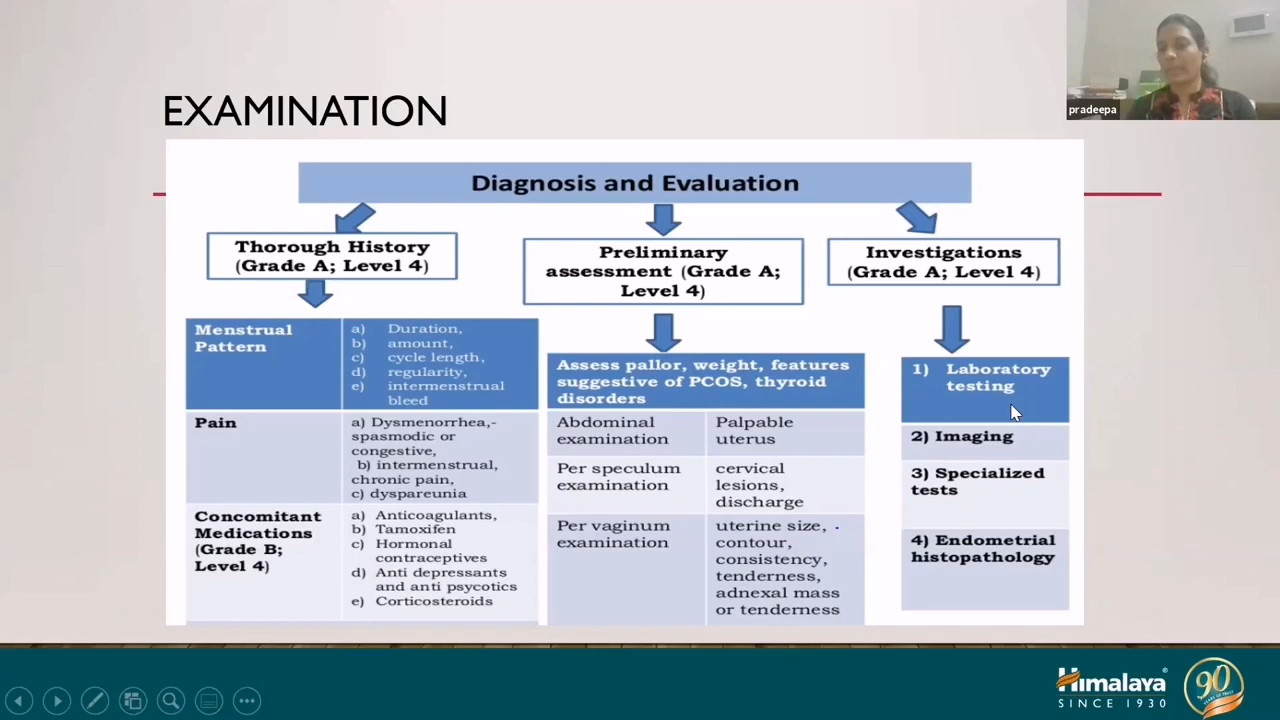 EXAMINATION
pradeepa
Diagnosis and Evaluation
Thorough History
(Grade A; Level 4)
Menstrual
Pattern
a) Duration,
b) amount,
c) cycle length,
d) regularity,
e) intermenstrual
bleed
Pain
a) Dysmenorrhea,-
spasmodic or
congestive,
b) intermenstrual,
chronic pain,
c) dyspareunia
Concomitant
Medications
(Grade B;
Level 4)
a) Anticoagulants,
b) Tamoxifen
c) Hormonal
contraceptives
d) Anti depressants
and anti psycotics
e) Corticosteroids
Preliminary
assessment (Grade A;
Level 4)
Assess pallor, weight, features
suggestive of PCOS, thyroid
disorders
Abdominal
examination
Palpable
uterus
Per speculum
examination
cervical
lesions,
discharge
Per vaginum
examination
uterine size,
contour,
consistency,
tenderness,
adnexal mass
or tenderness
Investigations
(Grade A; Level 4)
1) Laboratory
testing
2) Imaging
3) Specialized
tests
4) Endometrial
histopathology
Himalaya
SINCE 1930
90